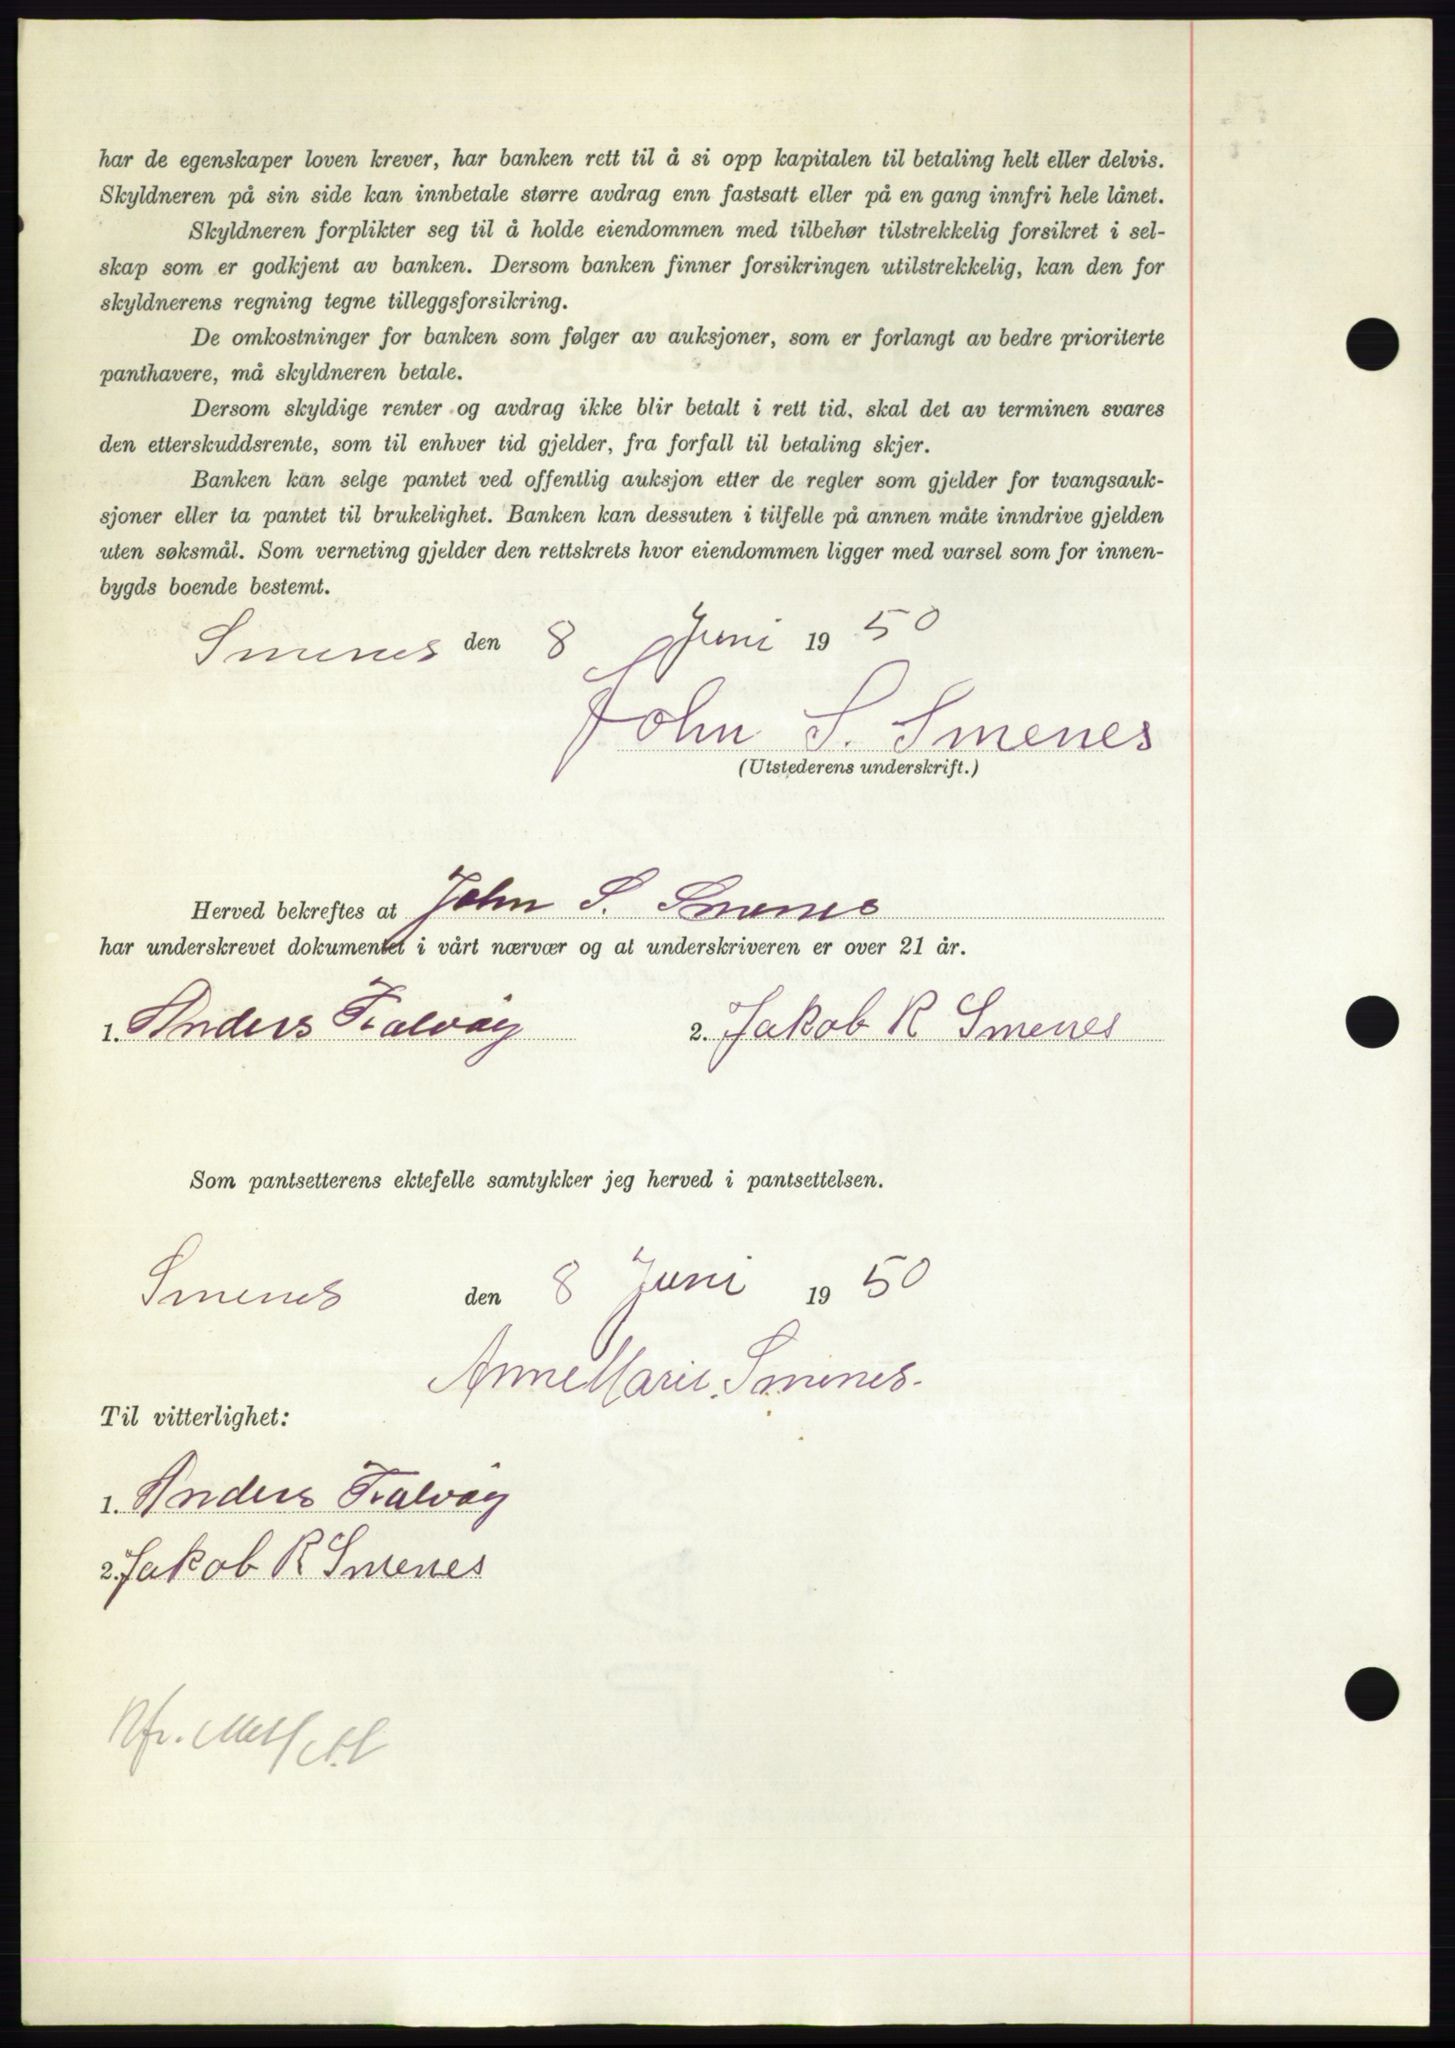 har de egenskaper loven krever, har banken rett til å si opp kapitalen til betaling helt eller delvis.
Skyldneren på sin side kan innbetale større avdrag enn fastsatt eller på en gang innfri hele lånet.
Skyldneren forplikter seg til å holde eiendommen med tilbehør tilstrekkelig forsikret i sel-
skap som er godkjent av banken. Dersom banken finner forsikringen utilstrekkelig, kan den for
skyldnerens regning tegne tilleggsforsikring.
De omkostninger for banken som følger av auksjoner, som er forlangt av bedre prioriterte
panthavere, må skyldneren betale.
Dersom skyldige renter og avdrag ikke blir betalt i rett tid, skal det av terminen svares
den etterskuddsrente, som til enhver tid gjelder, fra forfall til betaling skjer.
Banken kan selge pantet ved offentlig auksjon etter de regler som gjelder for tvangsauk-
sjoner eller ta pantet til brukelighet. Banken kan dessuten i tilfelle på annen måte inndrive gjelden
uten søksmål. Som verneting gjelder den rettskrets hvor eiendommen ligger med varsel som for innen-
bygds boende bestemt.
Smenes den 8 Juni 1950
John S. Smenes
(Utstederens underskrift.)
Herved bekreftes at John S. Smenes
har underskrevet dokumentet i vårt nærvær og at underskriveren er over 21 år.
1. Anders Fralvåg 2. Jakob R Smenes
Som pantsetterens ektefelle samtykker jeg herved i pantsettelsen.
Smenes den 8 Juni 1950
Anne Marie Smenes.
Til vitterlighet:
1. Anders Fralvåg
2. Jakob R Smenes